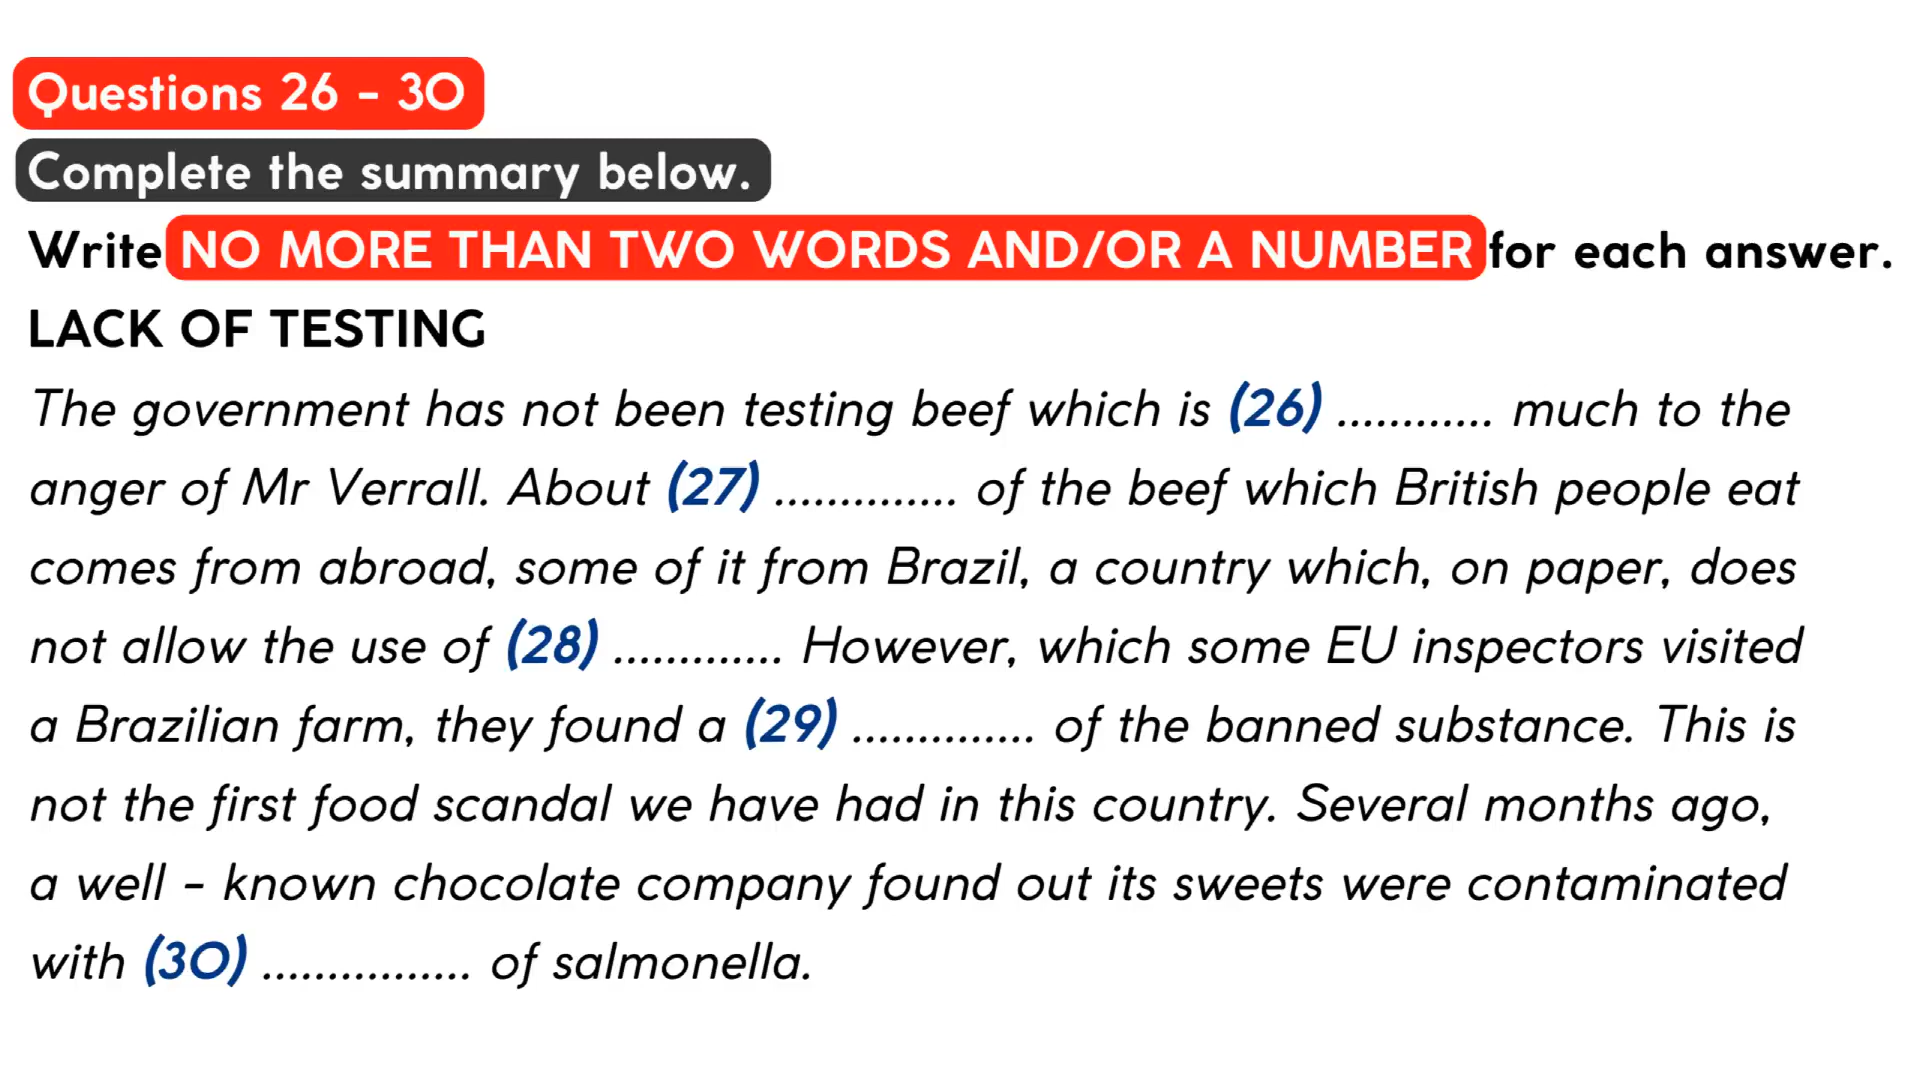 Questions 26 - 30
Complete the summary below.
Write NO MORE THAN TWO WORDS AND/OR A NUMBER for each answer.
LACK OF TESTING
The government has not been testing beef which is (26) ............ much to the
anger of Mr Verrall. About (27) .............. of the beef which British people eat
comes from abroad, some of it from Brazil, a country which, on paper, does
not allow the use of (28) ............. However, which some EU inspectors visited
a Brazilian farm, they found a (29) .............. of the banned substance. This is
not the first food scandal we have had in this country. Several months ago,
a well - known chocolate company found out its sweets were contaminated
with (30) ................ of salmonella.